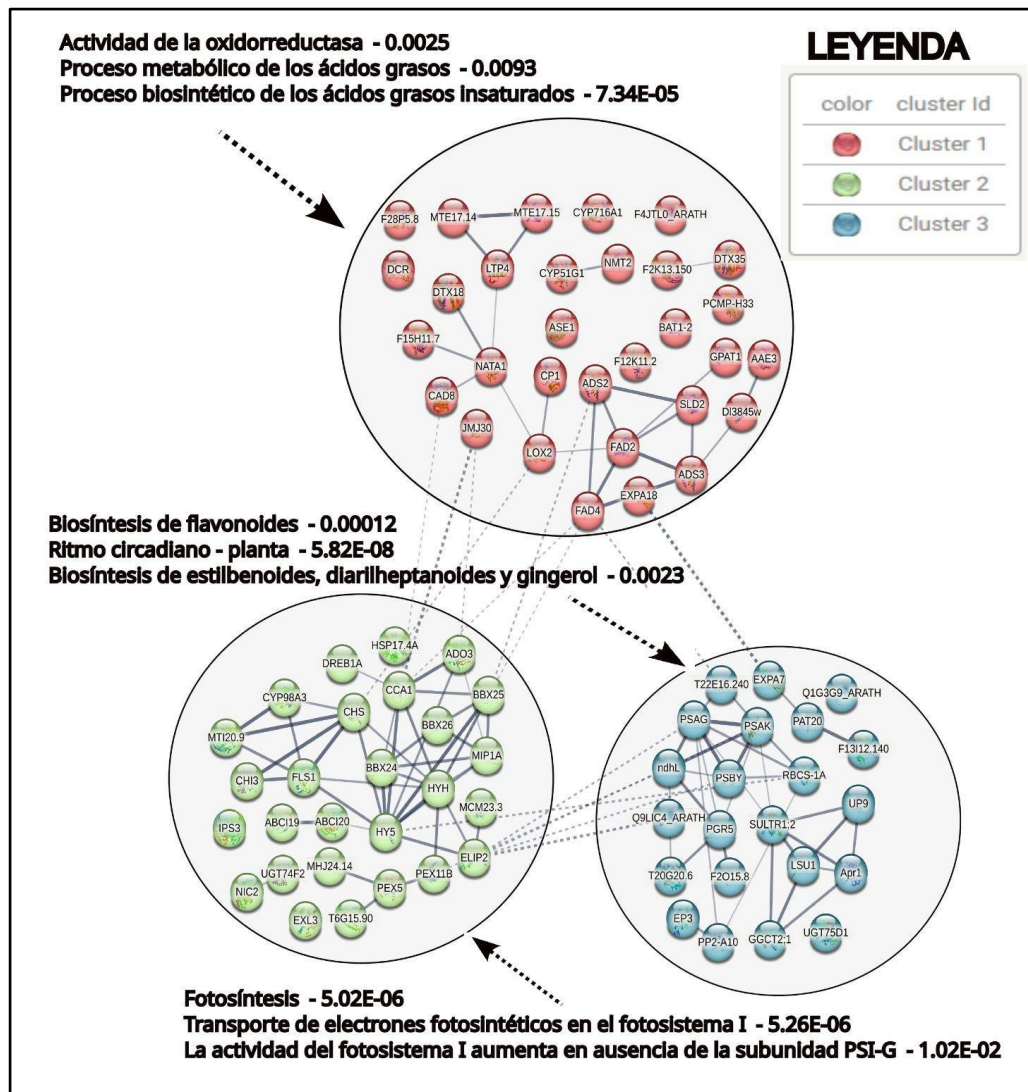 Actividad de la oxidorreductasa - 0.0025
Proceso metabólico de los ácidos grasos - 0.0093
Proceso biosintético de los ácidos grasos insaturados - 7.34E-05
LEYENDA
color cluster Id
Cluster 1
Cluster 2
Cluster 3
F28P5.8
MTE17.14
MTE17.15
CYP716A1
F4JTL0_ARATH
DCR
LTP4
CYP51G1
NMT2
F2K13.150
DTX35
DTX18
PCMP-H33
ASE1
BAT1-2
F15H11.7
NATA1
F12K11.2
GPAT1
AAE3
CP1
ADS2
CAD8
SLD2
DI3845w
JMJ30
LOX2
FAD2
ADS3
EXPA18
FAD4
Biosíntesis de flavonoides - 0.00012
Ritmo circadiano - planta - 5.82E-08
Biosíntesis de estilbenoides, diarilheptanoides y gingerol - 0.0023
HSP17.4A
DREB1A
ADO3
CCA1
BBX25
CYP98A3
CHS
BBX26
MTI20.9
BBX24
MIP1A
CHI3
FLS1
HYH
MCM23.3
IPS3
ABCI19
ABCI20
HY5
ELIP2
UGT74F2
MHJ24.14
PEX11B
NIC2
PEX5
EXL3
T6G15.90
T22E16.240
EXPA7
Q1G3G9_ARATH
PSAG
PSAK
PAT20
F13I12.140
ndhL
PSBY
RBCS-1A
UP9
Q9LIC4_ARATH
PGR5
SULTR1;2
T20G20.6
F2O15.8
LSU1
Apr1
EP3
PP2-A10
GGCT2;1
UGT75D1
Fotosíntesis - 5.02E-06
Transporte de electrones fotosintéticos en el fotosistema I - 5.26E-06
La actividad del fotosistema I aumenta en ausencia de la subunidad PSI-G - 1.02E-02